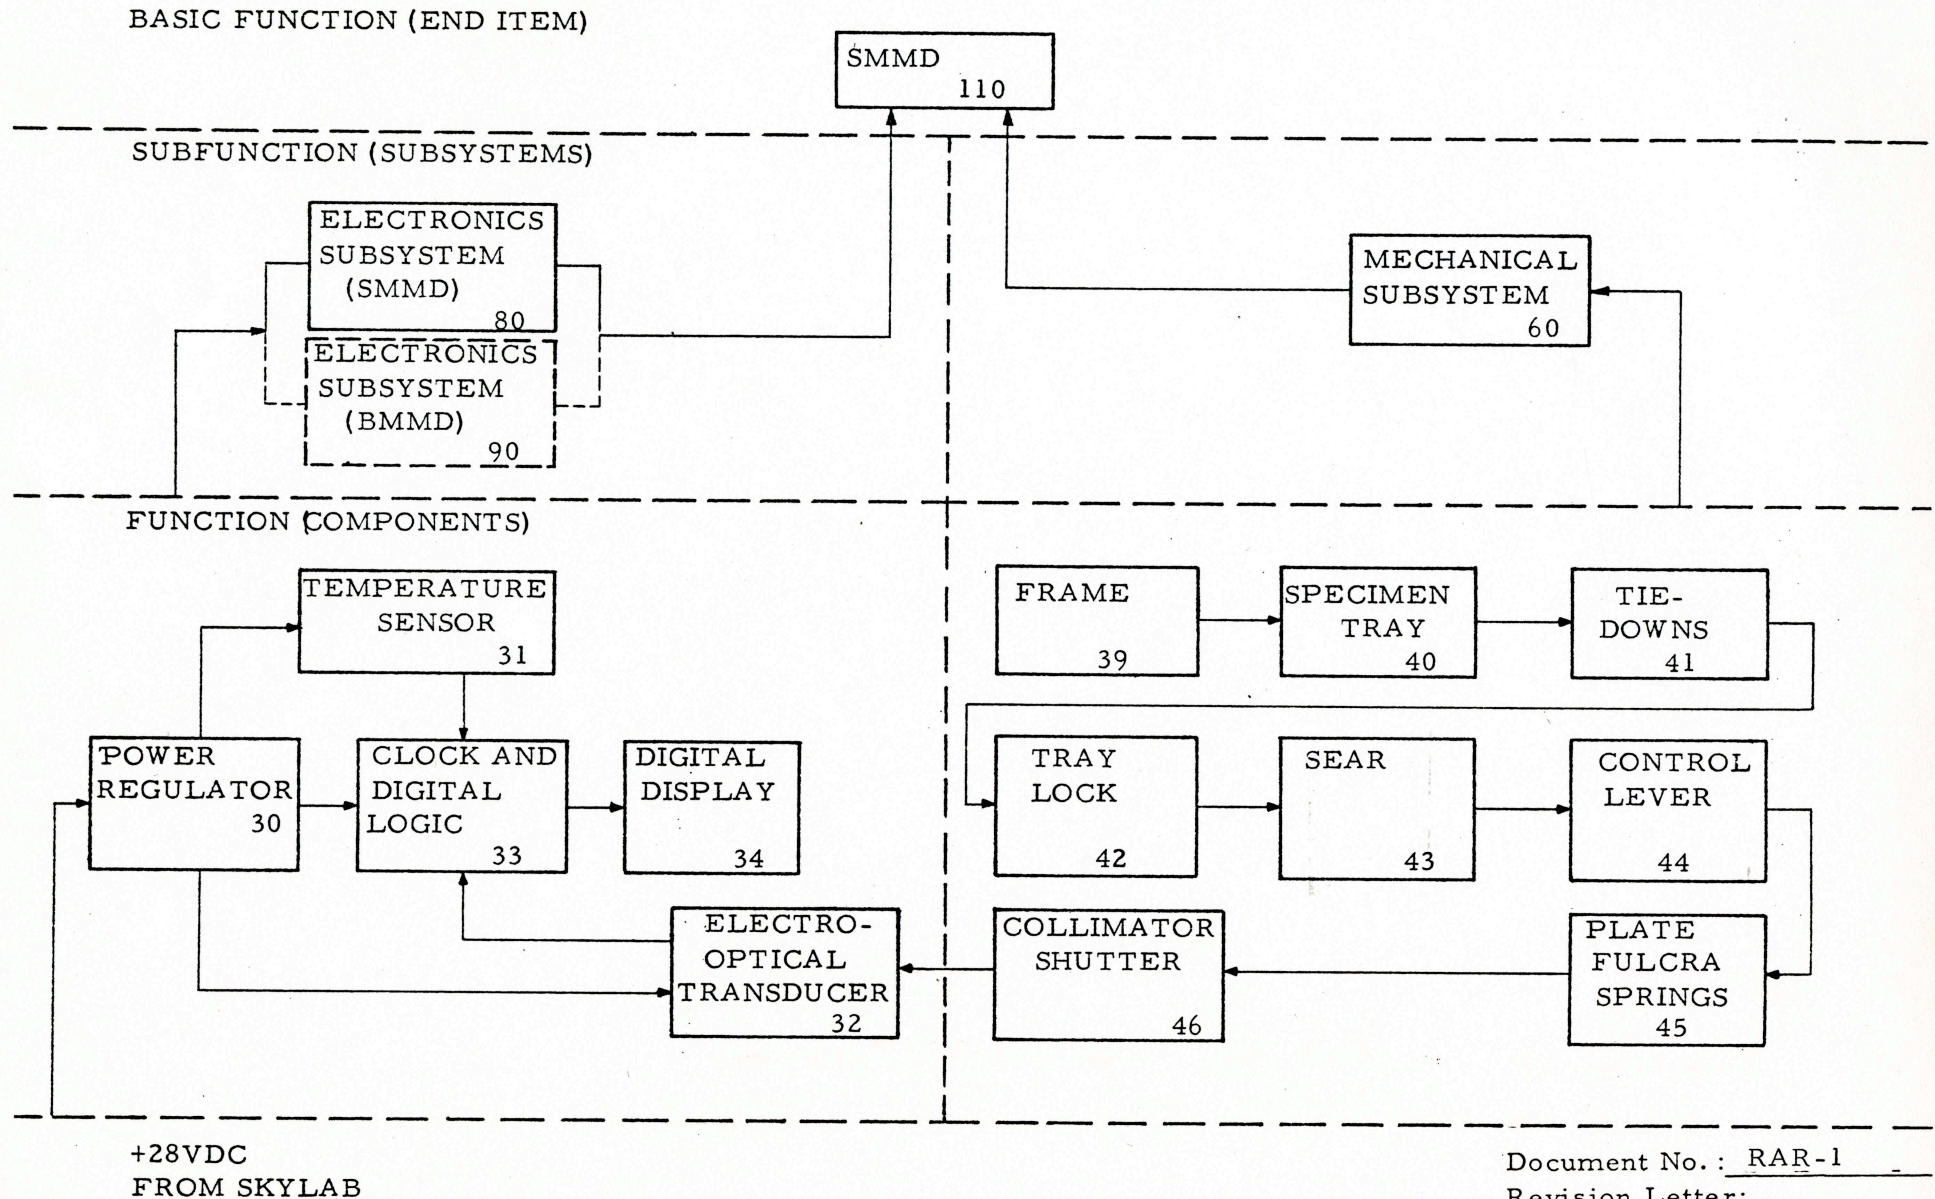 BASIC FUNCTION (END ITEM)
SMMD
110
SUBFUNCTION (SUBSYSTEMS)
ELECTRONICS
SUBSYSTEM
(SMMD)
80
ELECTRONICS
SUBSYSTEM
(BMMD)
90
MECHANICAL
SUBSYSTEM
60
FUNCTION (COMPONENTS)
TEMPERATURE
SENSOR
31
POWER
REGULATOR
30
CLOCK AND
DIGITAL
LOGIC
33
DIGITAL
DISPLAY
34
ELECTRO-
OPTICAL
TRANSDUCER
32
FRAME
39
SPECIMEN
TRAY
40
TIE-
DOWNS
41
TRAY
LOCK
42
SEAR
43
CONTROL
LEVER
44
COLLIMATOR
SHUTTER
46
PLATE
FULCRA
SPRINGS
45
+28VDC
FROM SKYLAB
Document No.: RAR-1
Revision Letter: